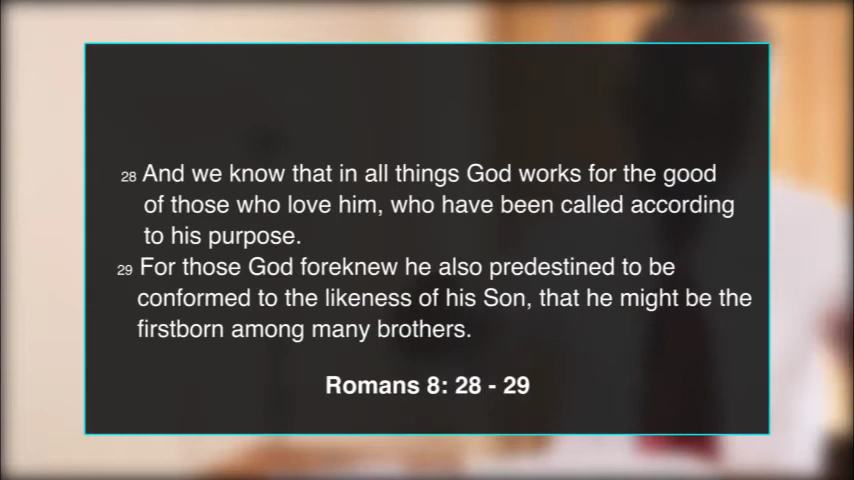 28 And we know that in all things God works for the good
of those who love him, who have been called according
to his purpose.
29 For those God foreknew he also predestined to be
conformed to the likeness of his Son, that he might be the
firstborn among many brothers.
Romans 8: 28 - 29